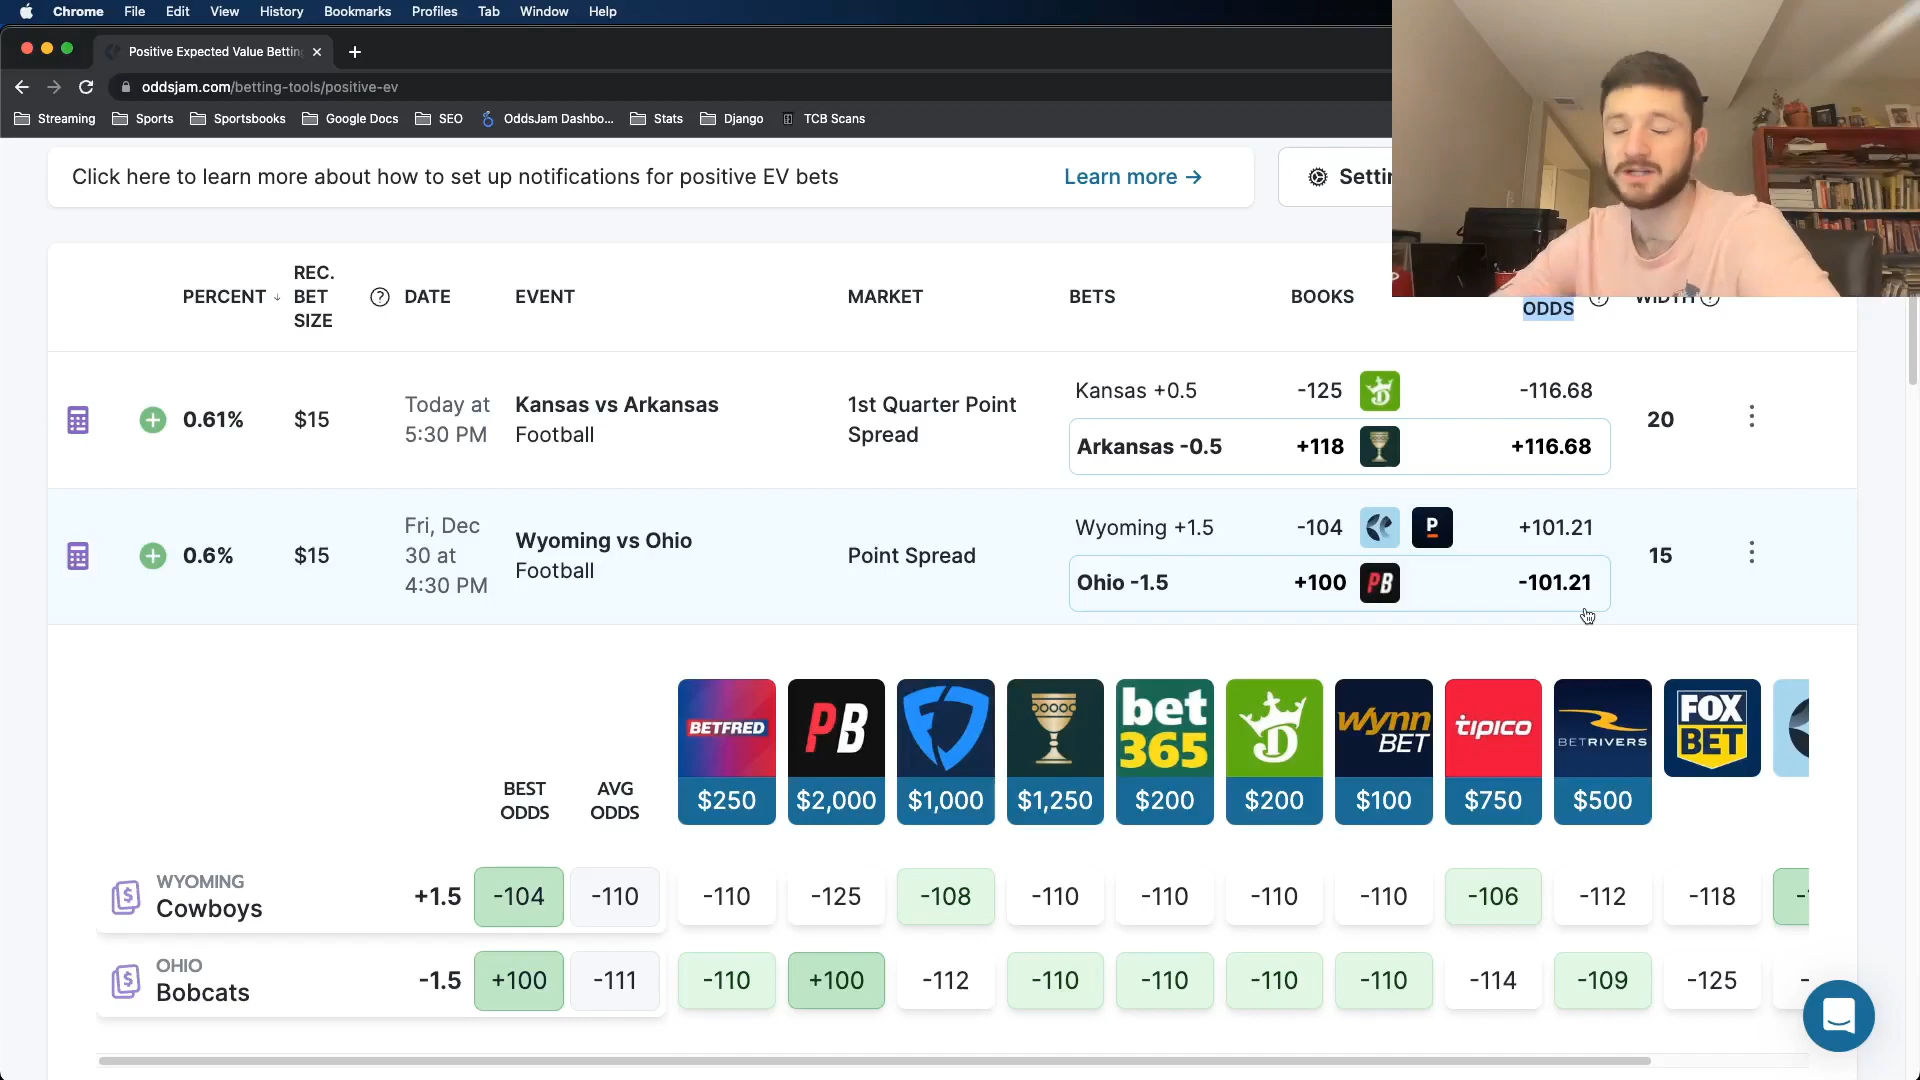 Chrome File Edit View History Bookmarks Profiles Tab Window Help
Positive Expected Value Bettin
oddsjam.com/betting-tools/positive-ev
Streaming Sports Sportsbooks Google Docs SEO OddsJam Dashbo... Stats Django TCB Scans
Click here to learn more about how to set up notifications for positive EV bets Learn more → Settin
PERCENT ↓ REC. BET SIZE ? DATE EVENT MARKET BETS BOOKS ODDS ? WIDTH ?
0.61% $15 Today at 5:30 PM Kansas vs Arkansas Football 1st Quarter Point Spread
Kansas +0.5 -125 -116.68
Arkansas -0.5 +118 +116.68
20
0.6% $15 Fri, Dec 30 at 4:30 PM Wyoming vs Ohio Football Point Spread
Wyoming +1.5 -104 P +101.21
Ohio -1.5 +100 PB -101.21
15
BETFRED PB bet365 wynn BET tipico BETRIVERS FOX BET
BEST ODDS AVG ODDS $250 $2,000 $1,000 $1,250 $200 $200 $100 $750 $500
WYOMING
Cowboys +1.5 -104 -110 -110 -125 -108 -110 -110 -110 -110 -106 -112 -118
OHIO
Bobcats -1.5 +100 -111 -110 +100 -112 -110 -110 -110 -110 -114 -109 -125